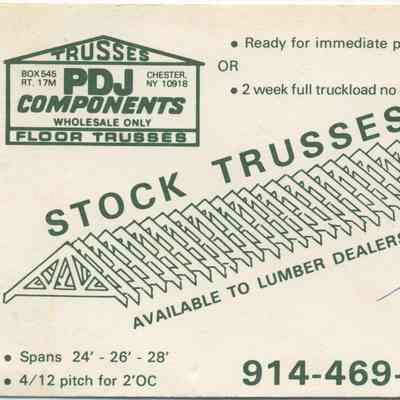 TRUSSES
BOX 545
RT. 17M
PDJ
CHESTER,
NY 10918
COMPONENTS
WHOLESALE ONLY
FLOOR TRUSSES
• Ready for immediate p
OR
• 2 week full truckload no
STOCK TRUSSES
AVAILABLE TO LUMBER DEALERS
• Spans 24' - 26' - 28'
• 4/12 pitch for 2'OC
914-469-